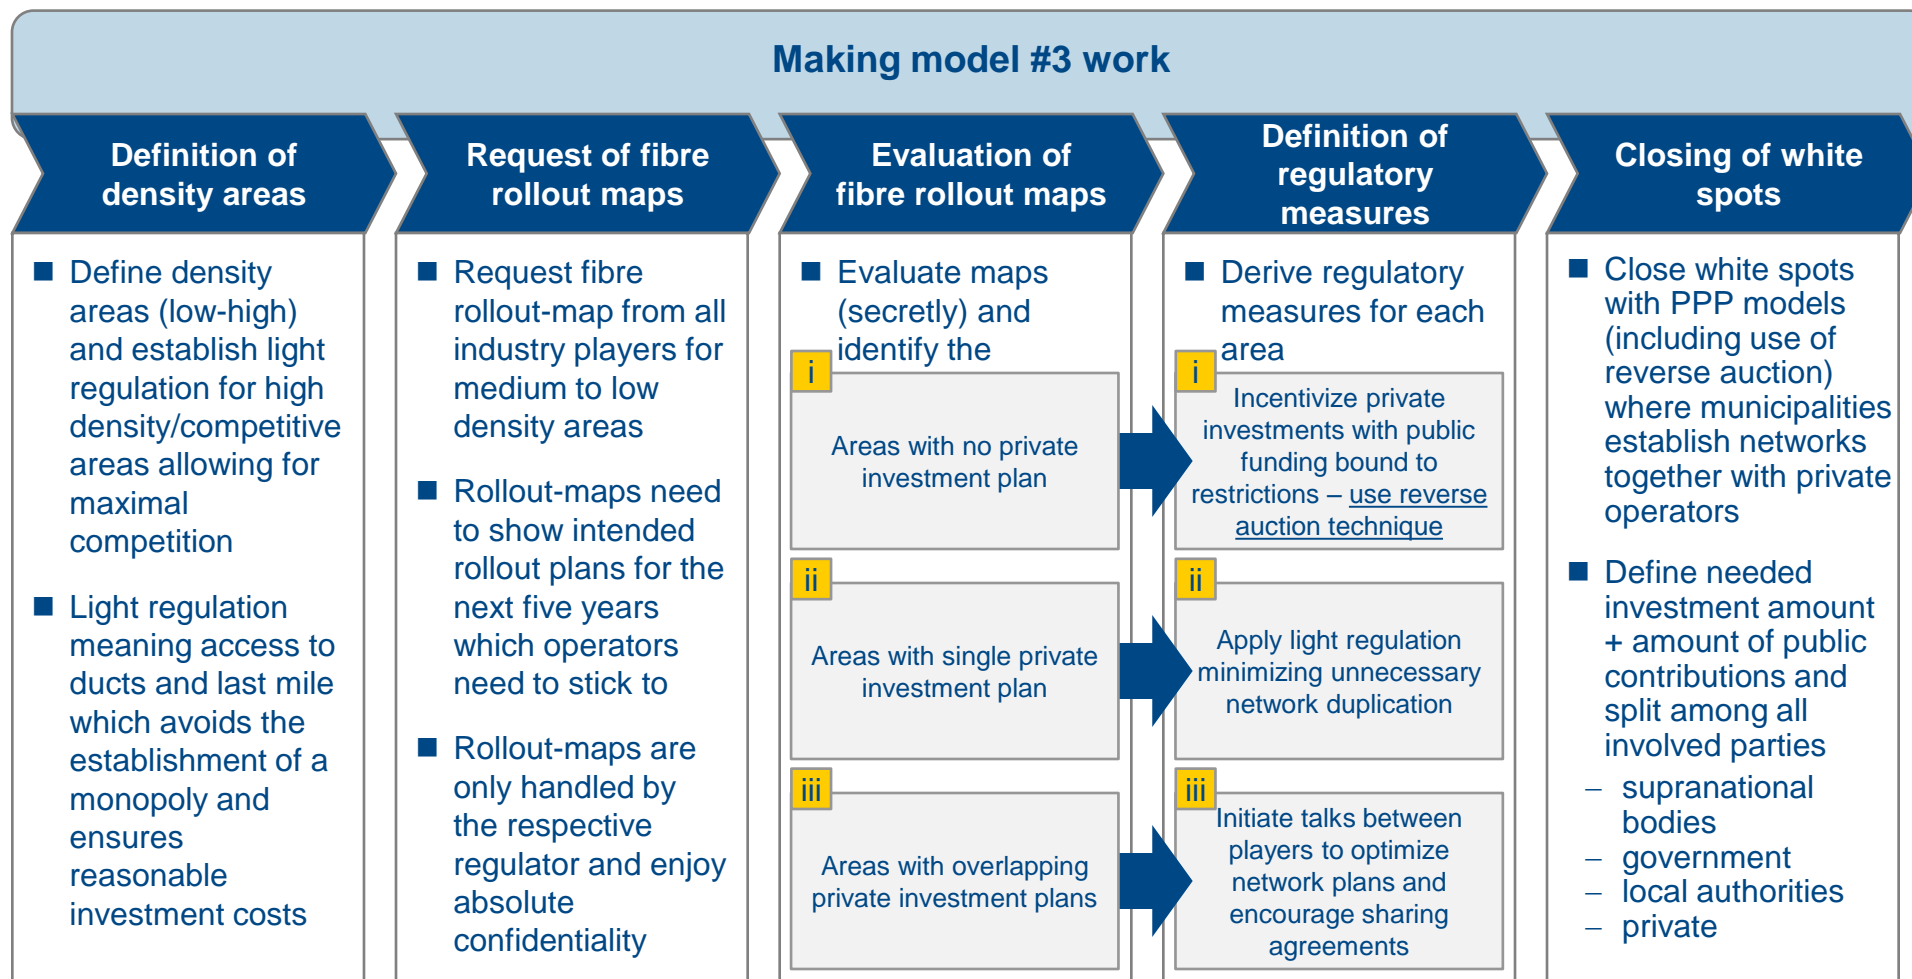 Making model #3 work
Definition of
density areas
Define density
areas (low-high)
and establish light
regulation for high
density/competitive
areas allowing for
maximal
competition
Light regulation
meaning access to
ducts and last mile
which avoids the
establishment of a
monopoly and
ensures
reasonable
investment costs
Request of fibre
rollout maps
Request fibre
rollout-map from all
industry players for
medium to low
density areas
Rollout-maps need
to show intended
rollout plans for the
next five years
which operators
need to stick to
Rollout-maps are
only handled by
the respective
regulator and enjoy
absolute
confidentiality
Evaluation of
fibre rollout maps
Evaluate maps
(secretly) and
identify the
i
Areas with no private
investment plan
ii
Areas with single private
investment plan
iii
Areas with overlapping
private investment plans
Definition of
regulatory
measures
Derive regulatory
measures for each
area
i
Incentivize private
investments with public
funding bound to
restrictions – use reverse
auction technique
ii
Apply light regulation
minimizing unnecessary
network duplication
iii
Initiate talks between
players to optimize
network plans and
encourage sharing
agreements
Closing of white
spots
Close white spots
with PPP models
(including use of
reverse auction)
where municipalities
establish networks
together with private
operators
Define needed
investment amount
+ amount of public
contributions and
split among all
involved parties
– supranational
bodies
– government
– local authorities
– private